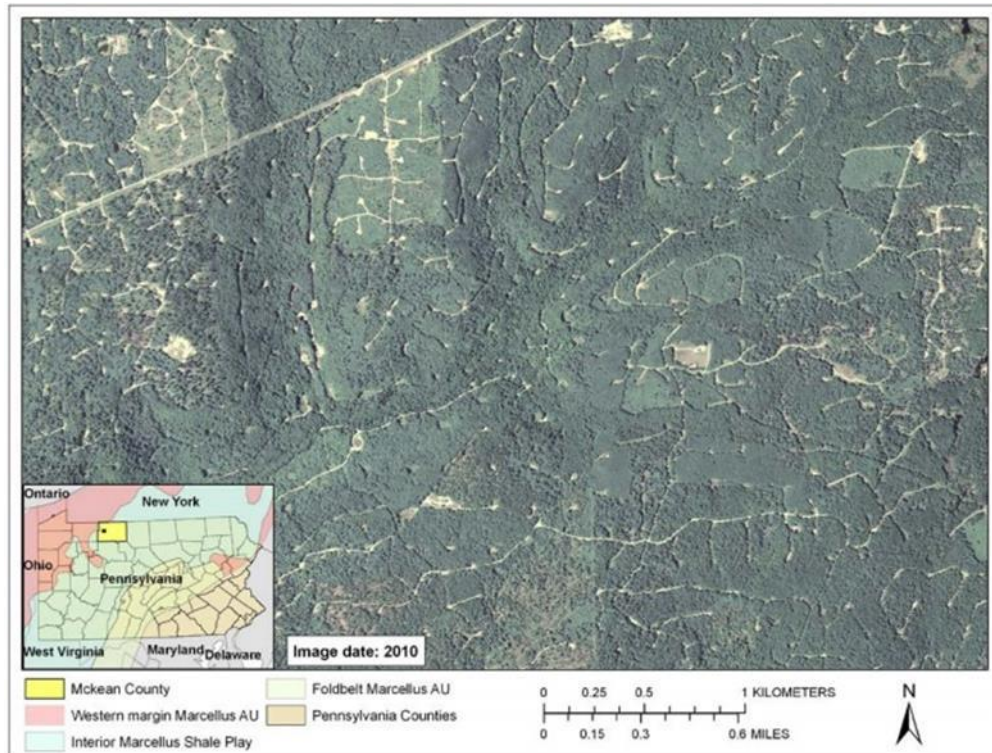 Ontario
New York
Ohio
Pennsylvania
West Virginia
Maryland
Delaware
Image date: 2010
Mckean County
Western margin Marcellus AU
Interior Marcellus Shale Play
Foldbelt Marcellus AU
Pennsylvania Counties
0 0.25 0.5 1 KILOMETERS
0 0.15 0.3 0.6 MILES
N